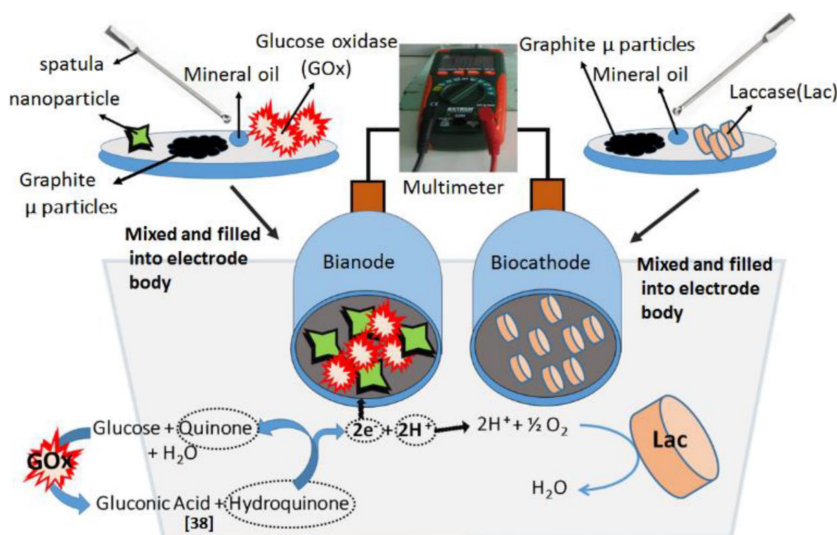 spatula
nanoparticle
Mineral oil
Glucose oxidase
(GOx)
Graphite
μ particles
Multimeter
Graphite μ particles
Mineral oil
Laccase(Lac)
Mixed and filled
into electrode
body
Bianode
Biocathode
Mixed and filled
into electrode
body
GOx
Glucose + Quinone
+ H₂O
Gluconic Acid + Hydroquinone
[38]
2e⁻ + 2H⁺
2H⁺ + ½ O₂
H₂O
Lac